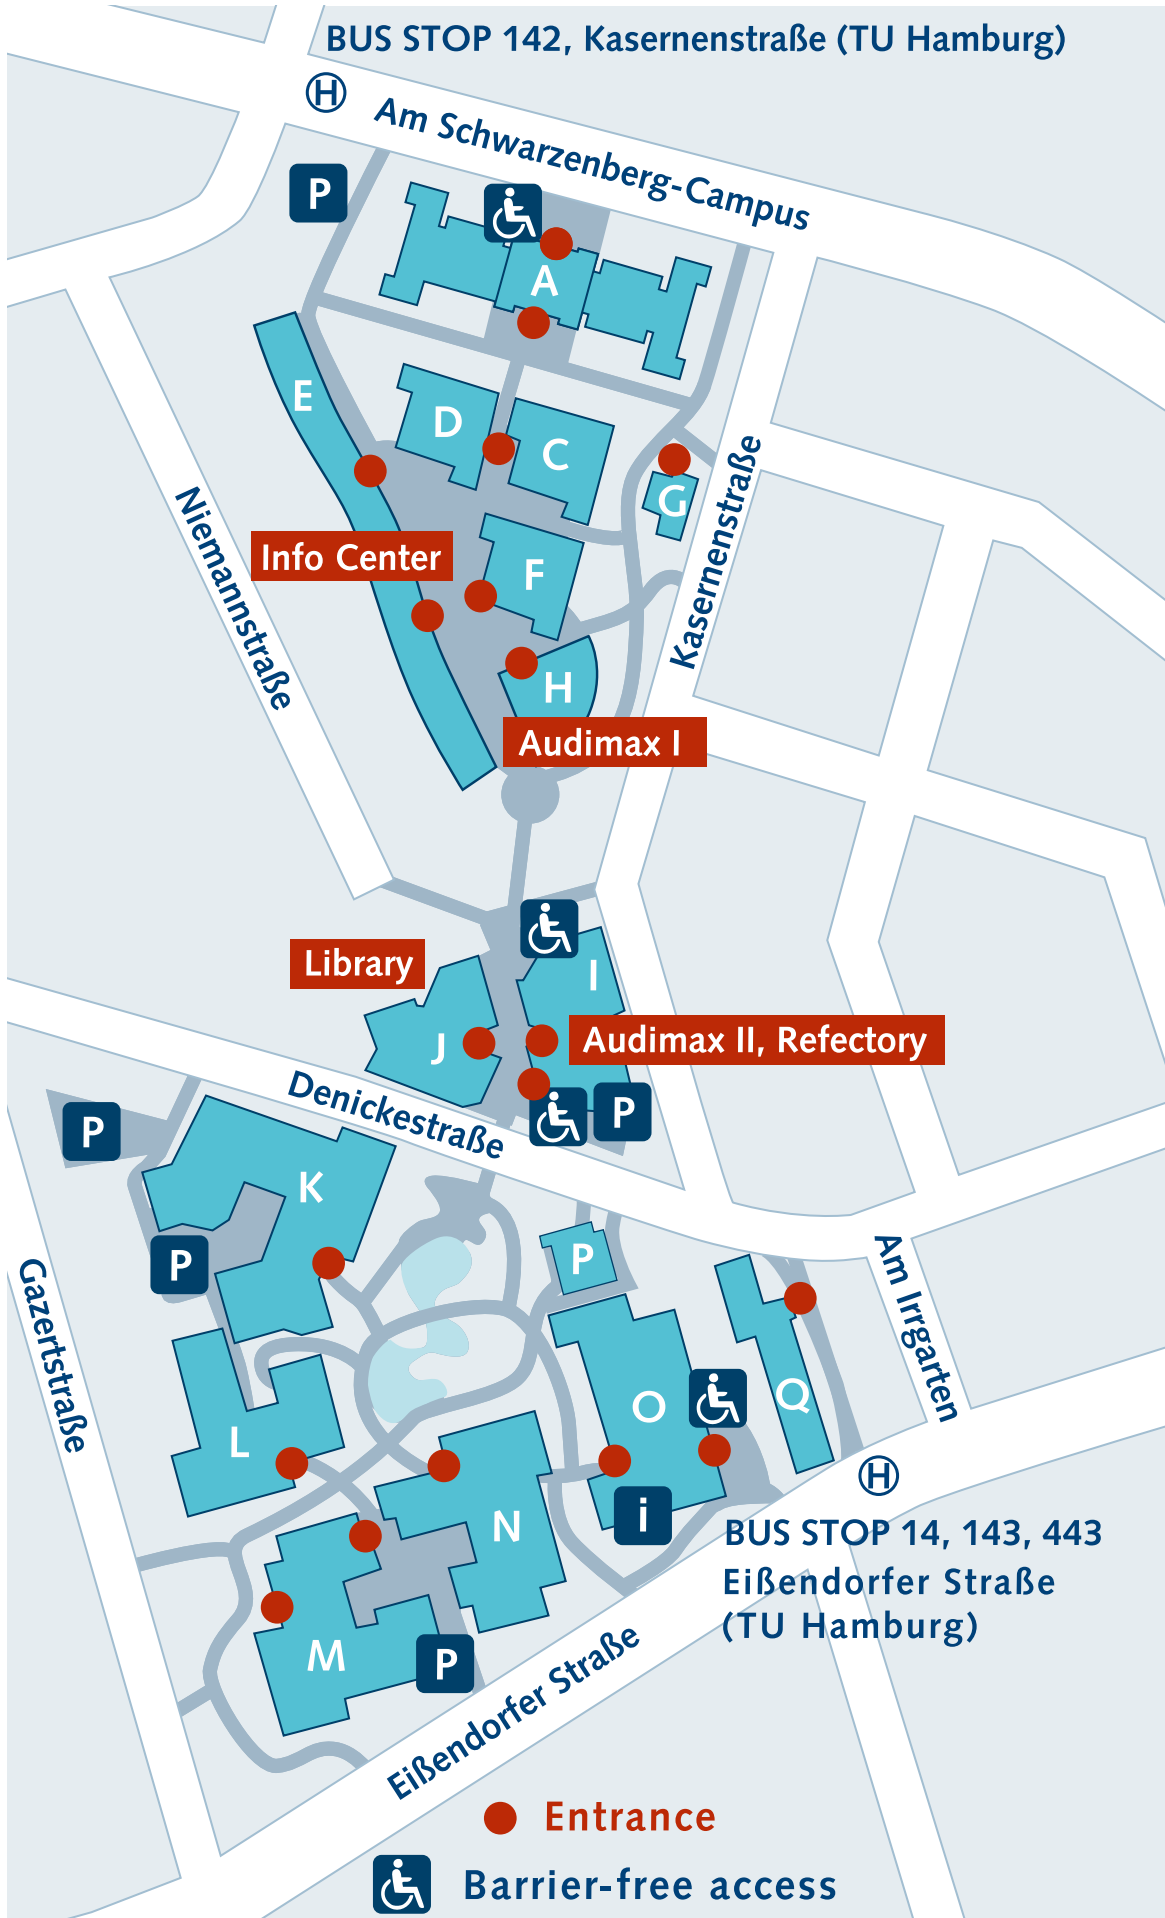 BUS STOP 142, Kasernenstraße (TU Hamburg)
H
Am Schwarzenberg-Campus
P
A
E
D
C
G
Kasernenstraße
Niemannstraße
Info Center
F
H
Audimax I
Library
I
J
Audimax II, Refectory
Denickestraße
P
P
K
P
P
Am Irrgarten
Gazertstraße
O
Q
L
H
i
N
BUS STOP 14, 143, 443
Eißendorfer Straße
(TU Hamburg)
M
P
Eißendorfer Straße
Entrance
Barrier-free access